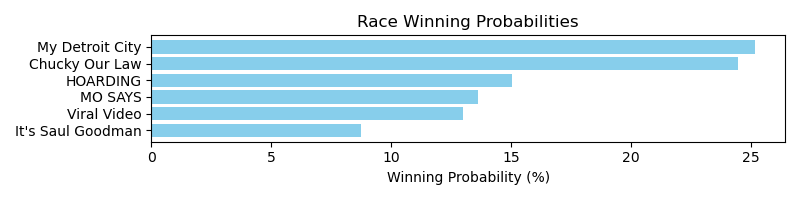 Race Winning Probabilities
My Detroit City
Chucky Our Law
HOARDING
MO SAYS
Viral Video
It's Saul Goodman
0 5 10 15 20 25
Winning Probability (%)